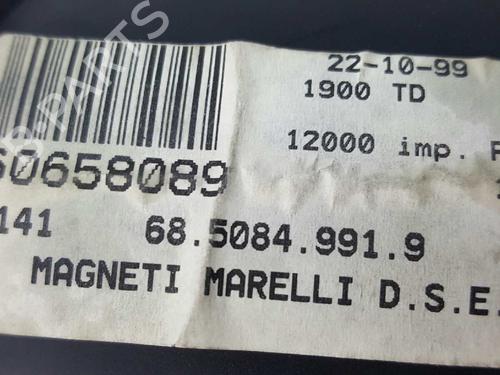 22-10-99
1900 TD
12000 imp.
60658089
141 68.5084.991.9
MAGNETI MARELLI D.S.E.